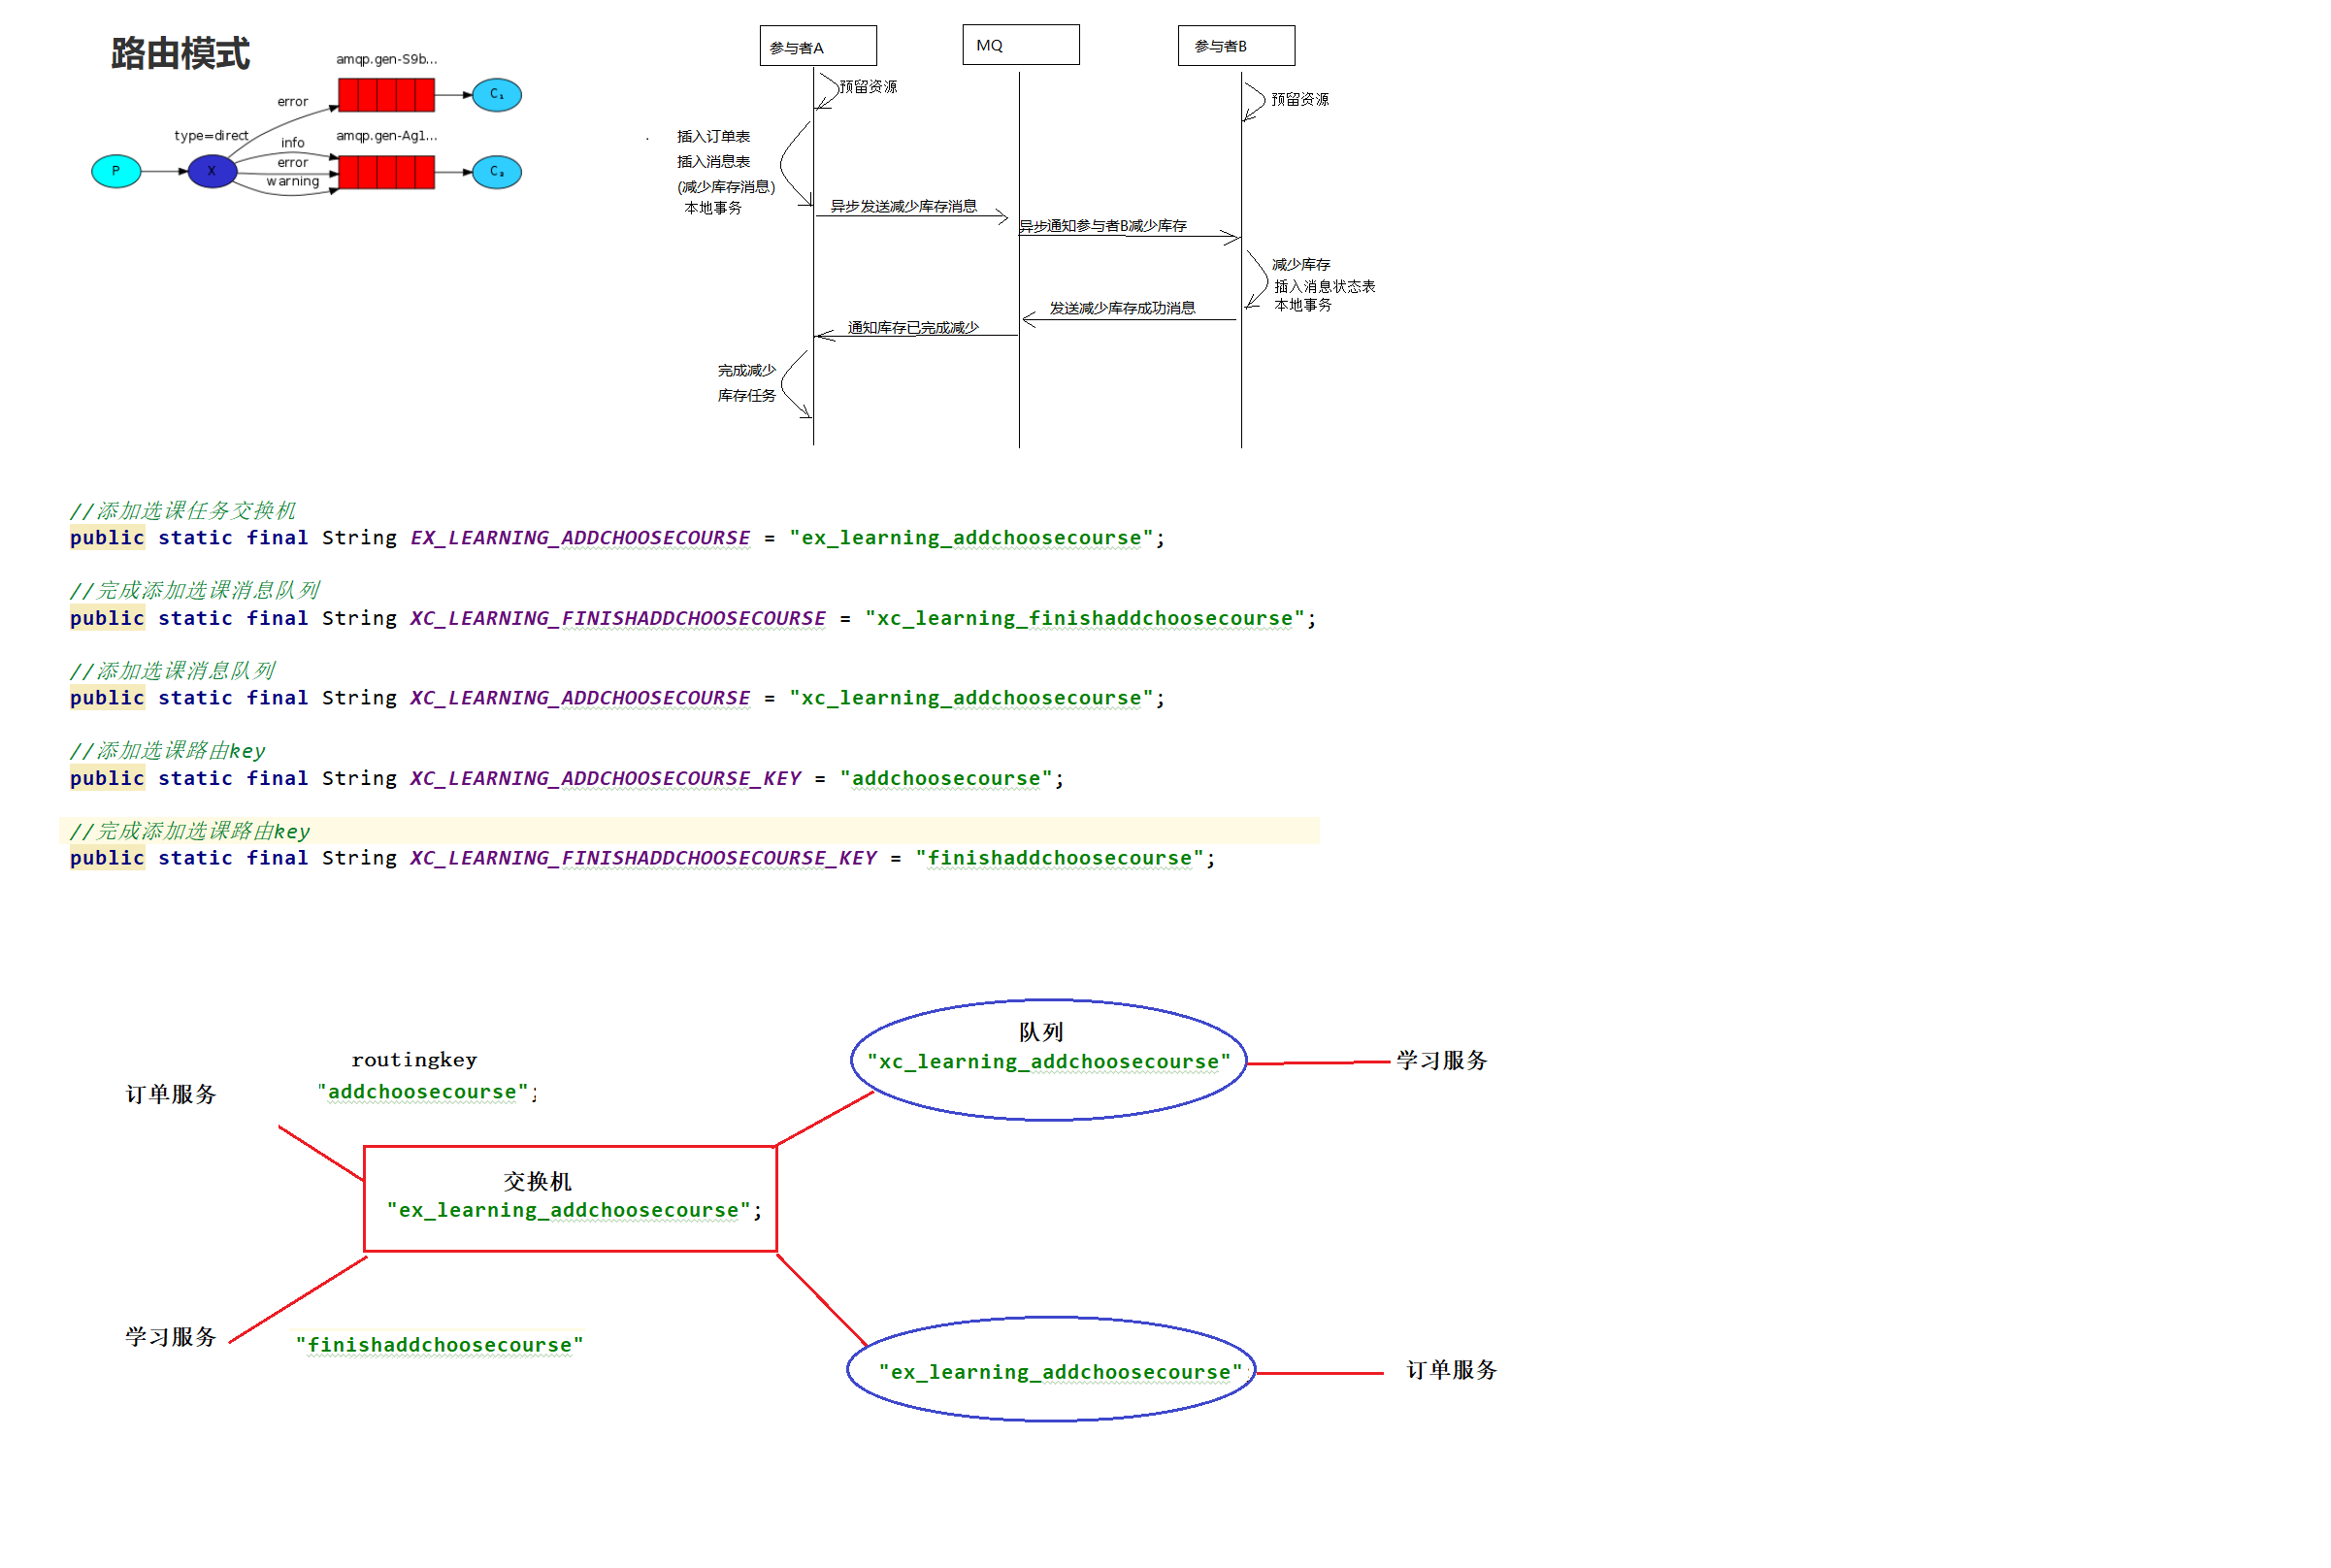 路由模式
amqp.gen-S9b...
error
C₁
type=direct
amqp.gen-Ag1...
info
error
warning
P
X
C₂
参与者A
MQ
参与者B
预留资源
预留资源
插入订单表
插入消息表
(减少库存消息)
本地事务
异步发送减少库存消息
异步通知参与者B减少库存
减少库存
插入消息状态表
本地事务
发送减少库存成功消息
通知库存已完成减少
完成减少
库存任务
//添加选课任务交换机
public static final String EX_LEARNING_ADDCHOOSECOURSE = "ex_learning_addchoosecourse";
//完成添加选课消息队列
public static final String XC_LEARNING_FINISHADDCHOOSECOURSE = "xc_learning_finishaddchoosecourse";
//添加选课消息队列
public static final String XC_LEARNING_ADDCHOOSECOURSE = "xc_learning_addchoosecourse";
//添加选课路由key
public static final String XC_LEARNING_ADDCHOOSECOURSE_KEY = "addchoosecourse";
//完成添加选课路由key
public static final String XC_LEARNING_FINISHADDCHOOSECOURSE_KEY = "finishaddchoosecourse";
队列
"xc_learning_addchoosecourse"
学习服务
routingkey
"addchoosecourse";
订单服务
交换机
"ex_learning_addchoosecourse";
学习服务
"finishaddchoosecourse"
"ex_learning_addchoosecourse"
订单服务